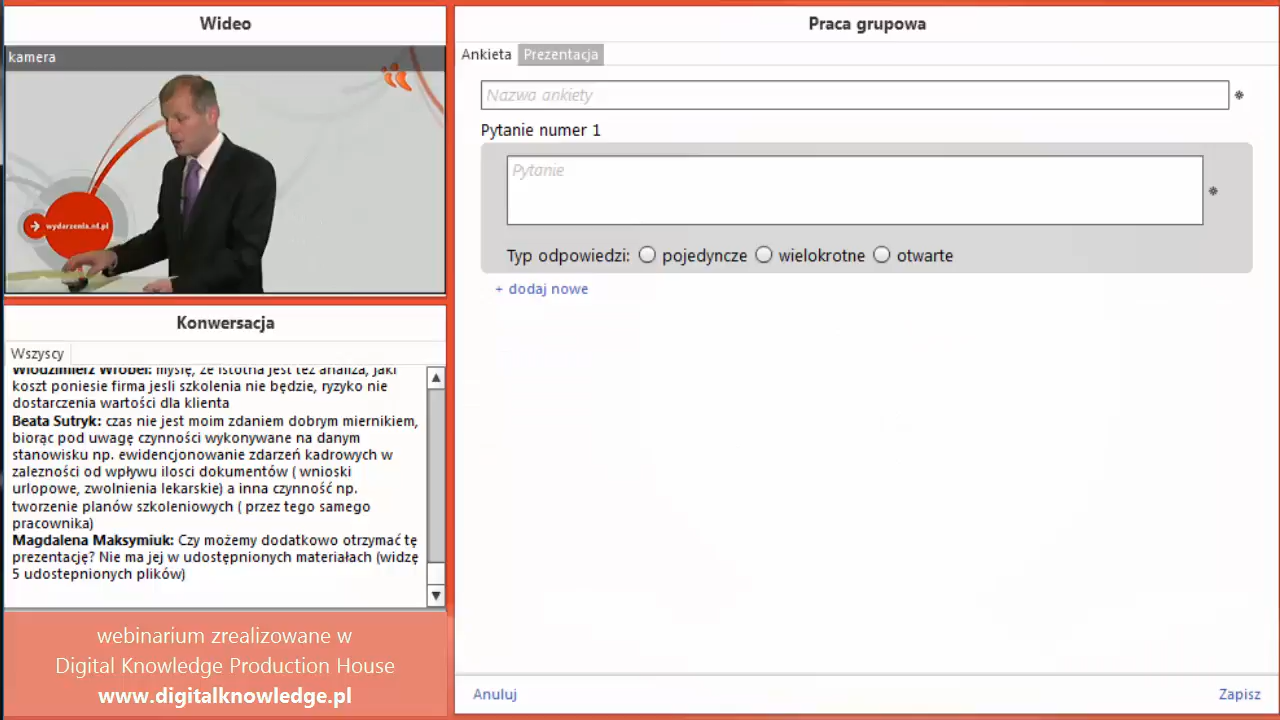 Wideo
kamera
wydarzenia.nf.pl
Konwersacja
Wszyscy
Włodzimierz Wróbel: myślę, że istotna jest też analiza, jaki
koszt poniesie firma jesli szkolenia nie będzie, ryzyko nie
dostarczenia wartości dla klienta
Beata Sutryk: czas nie jest moim zdaniem dobrym miernikiem,
biorąc pod uwagę czynności wykonywane na danym
stanowisku np. ewidencjonowanie zdarzeń kadrowych w
zalezności od wpływu ilosci dokumentów ( wnioski
urlopowe, zwolnienia lekarskie) a inna czynność np.
tworzenie planów szkoleniowych ( przez tego samego
pracownika)
Magdalena Maksymiuk: Czy możemy dodatkowo otrzymać tę
prezentację? Nie ma jej w udostępnionych materiałach (widzę
5 udostepnionych plików)
webinarium zrealizowane w
Digital Knowledge Production House
www.digitalknowledge.pl
Praca grupowa
Ankieta Prezentacja
Nazwa ankiety
Pytanie numer 1
Pytanie
Typ odpowiedzi: pojedyncze wielokrotne otwarte
+ dodaj nowe
Anuluj Zapisz